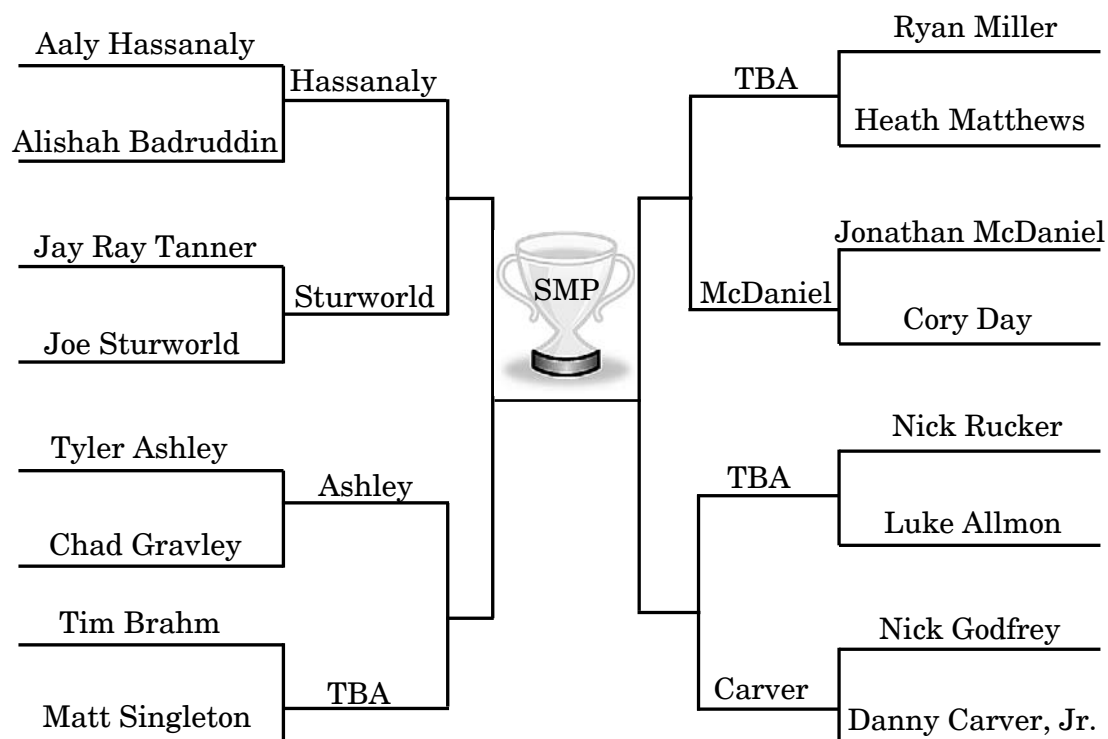 Aaly Hassanaly
Hassanaly
Alishah Badruddin
Jay Ray Tanner
Sturworld
Joe Sturworld
Tyler Ashley
Ashley
Chad Gravley
Tim Brahm
TBA
Matt Singleton
SMP
Ryan Miller
TBA
Heath Matthews
Jonathan McDaniel
McDaniel
Cory Day
Nick Rucker
TBA
Luke Allmon
Nick Godfrey
Carver
Danny Carver, Jr.